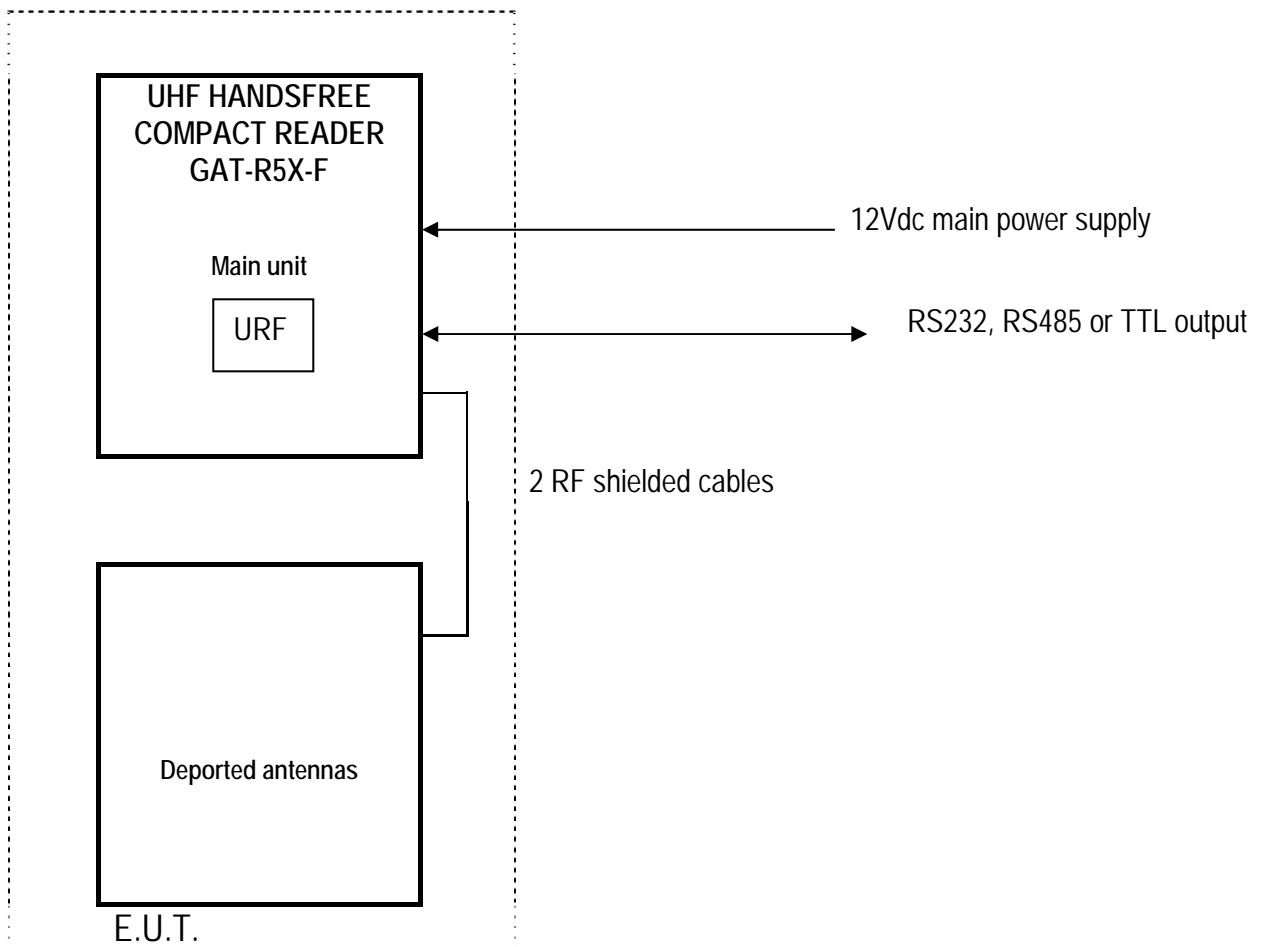 UHF HANDSFREE
COMPACT READER
GAT-R5X-F
12Vdc main power supply
Main unit
URF
RS232, RS485 or TTL output
2 RF shielded cables
Deported antennas
E.U.T.